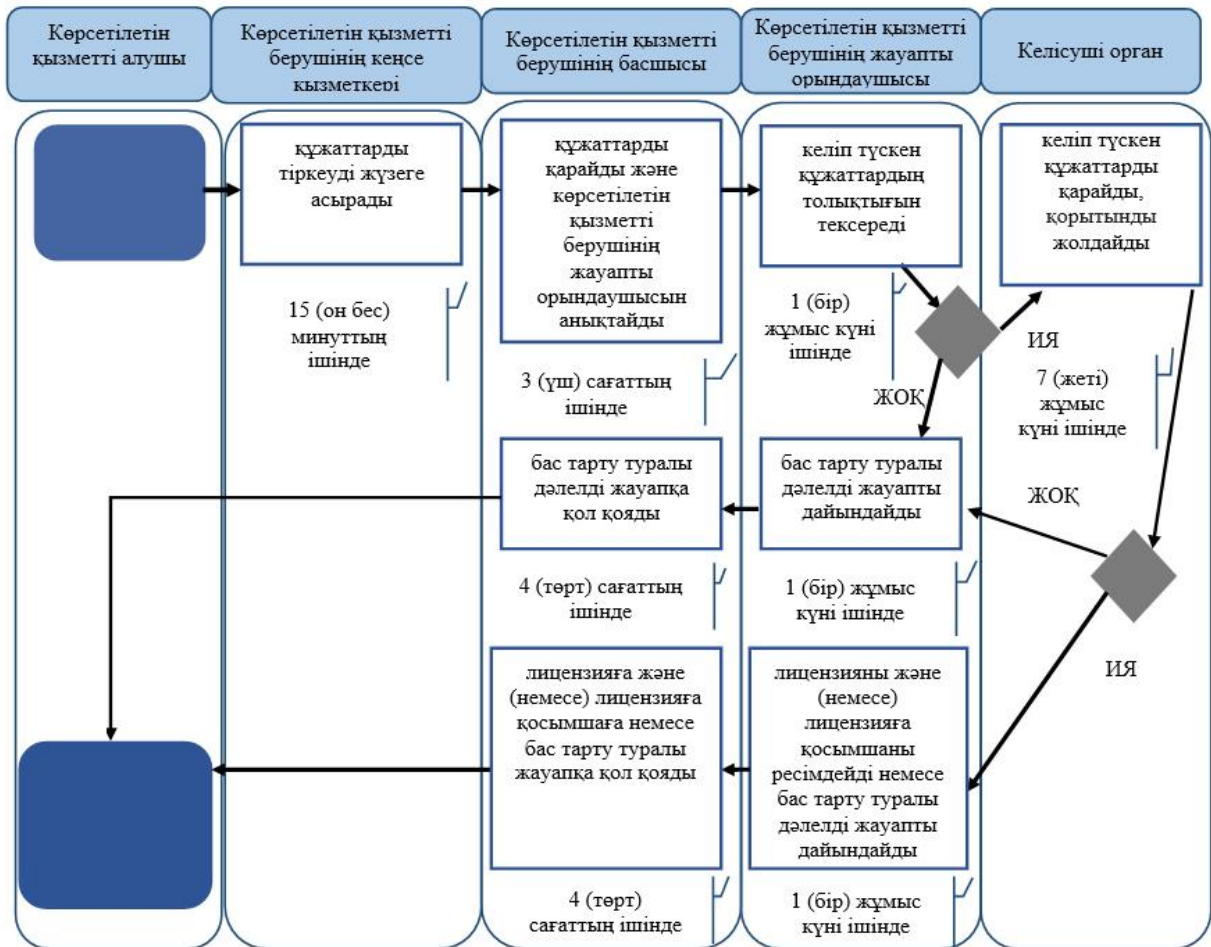 Көрсетілетін
қызметті алушы
Көрсетілетін қызметті
берушінің кеңсе
қызметкері
Көрсетілетін қызметті
берушінің басшысы
Көрсетілетін қызметті
берушінің жауапты
орындаушысы
Келісуші орган
құжаттарды
тіркеуді жүзеге
асырады
құжаттарды
қарайды және
көрсетілетін
қызметті
берушінің
жауапты
орындаушысын
анықтайды
келіп түскен
құжаттардың
толықтығын
тексереді
келіп түскен
құжаттарды
қарайды,
қорытынды
жолдайды
15 (он бес)
минуттың
ішінде
3 (үш) сағаттың
ішінде
1 (бір)
жұмыс күні
ішінде
ИЯ
ЖОҚ
7 (жеті)
жұмыс
күні ішінде
бас тарту туралы
дәлелді жауапқа
қол қояды
бас тарту туралы
дәлелді жауапты
дайындайды
ЖОҚ
4 (төрт) сағаттың
ішінде
1 (бір) жұмыс
күні ішінде
ИЯ
лицензияға және
(немесе) лицензияға
қосымшаға немесе
бас тарту туралы
жауапқа қол қояды
лицензияны және
(немесе)
лицензияға
қосымшаны
ресімдейді немесе
бас тарту туралы
дәлелді жауапты
дайындайды
4 (төрт)
сағаттың ішінде
1 (бір) жұмыс
күні ішінде